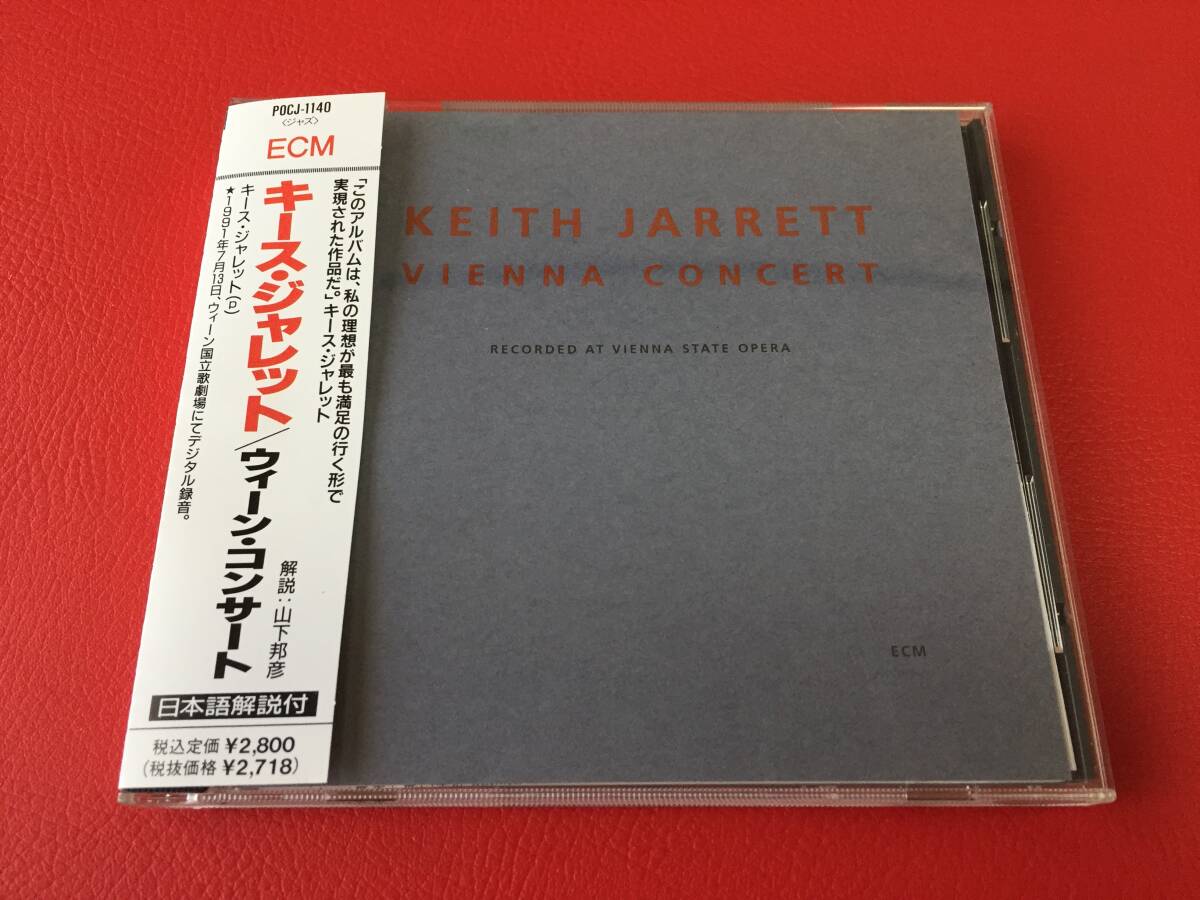 POCJ-1140
〈ジャズ〉
ECM
「このアルバムは、私の理想が最も満足の行く形で
実現された作品だ。」キース・ジャレット
キース・ジャレット/ウィーン・コンサート
キース・ジャレット(p)
★1991年7月13日、ウィーン国立歌劇場にてデジタル録音。
解説:山下邦彦
日本語解説付
税込定価 ¥2,800
(税抜価格 ¥2,718)
KEITH JARRETT
VIENNA CONCERT
RECORDED AT VIENNA STATE OPERA
ECM